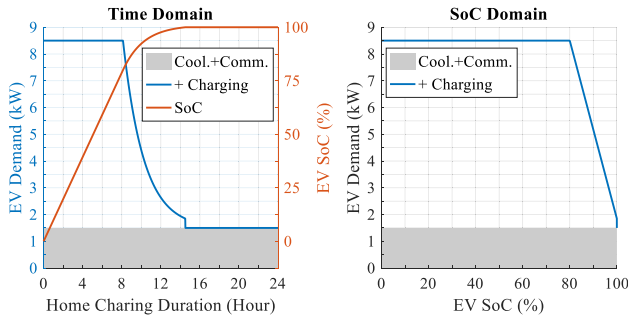 Time Domain
9
8
7
6
5
4
3
2
1
0
EV Demand (kW)
100
75
50
25
0
EV SoC (%)
Cool.+Comm.
+ Charging
SoC
0 4 8 12 16 20 24
Home Charing Duration (Hour)
SoC Domain
9
8
7
6
5
4
3
2
1
0
EV Demand (kW)
Cool.+Comm.
+ Charging
0 20 40 60 80 100
EV SoC (%)